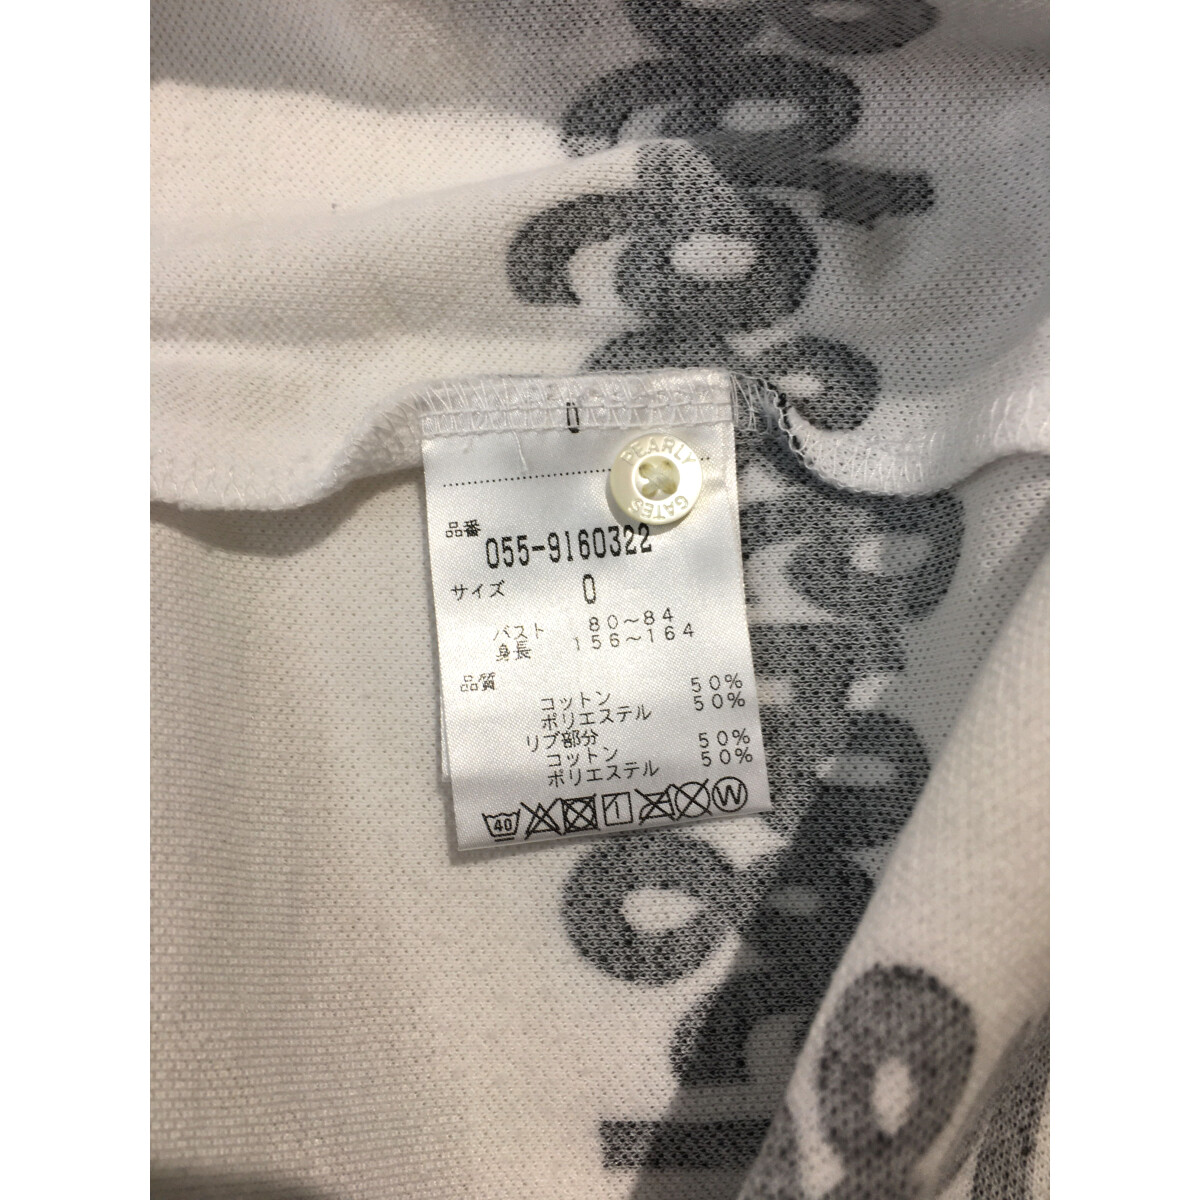 0
PEARLY
GATES
品番
055-9160322
サイズ 0
バスト 80~84
身長 156~164
品質
コットン 50%
ポリエステル 50%
リブ部分
コットン 50%
ポリエステル 50%
40 1 W